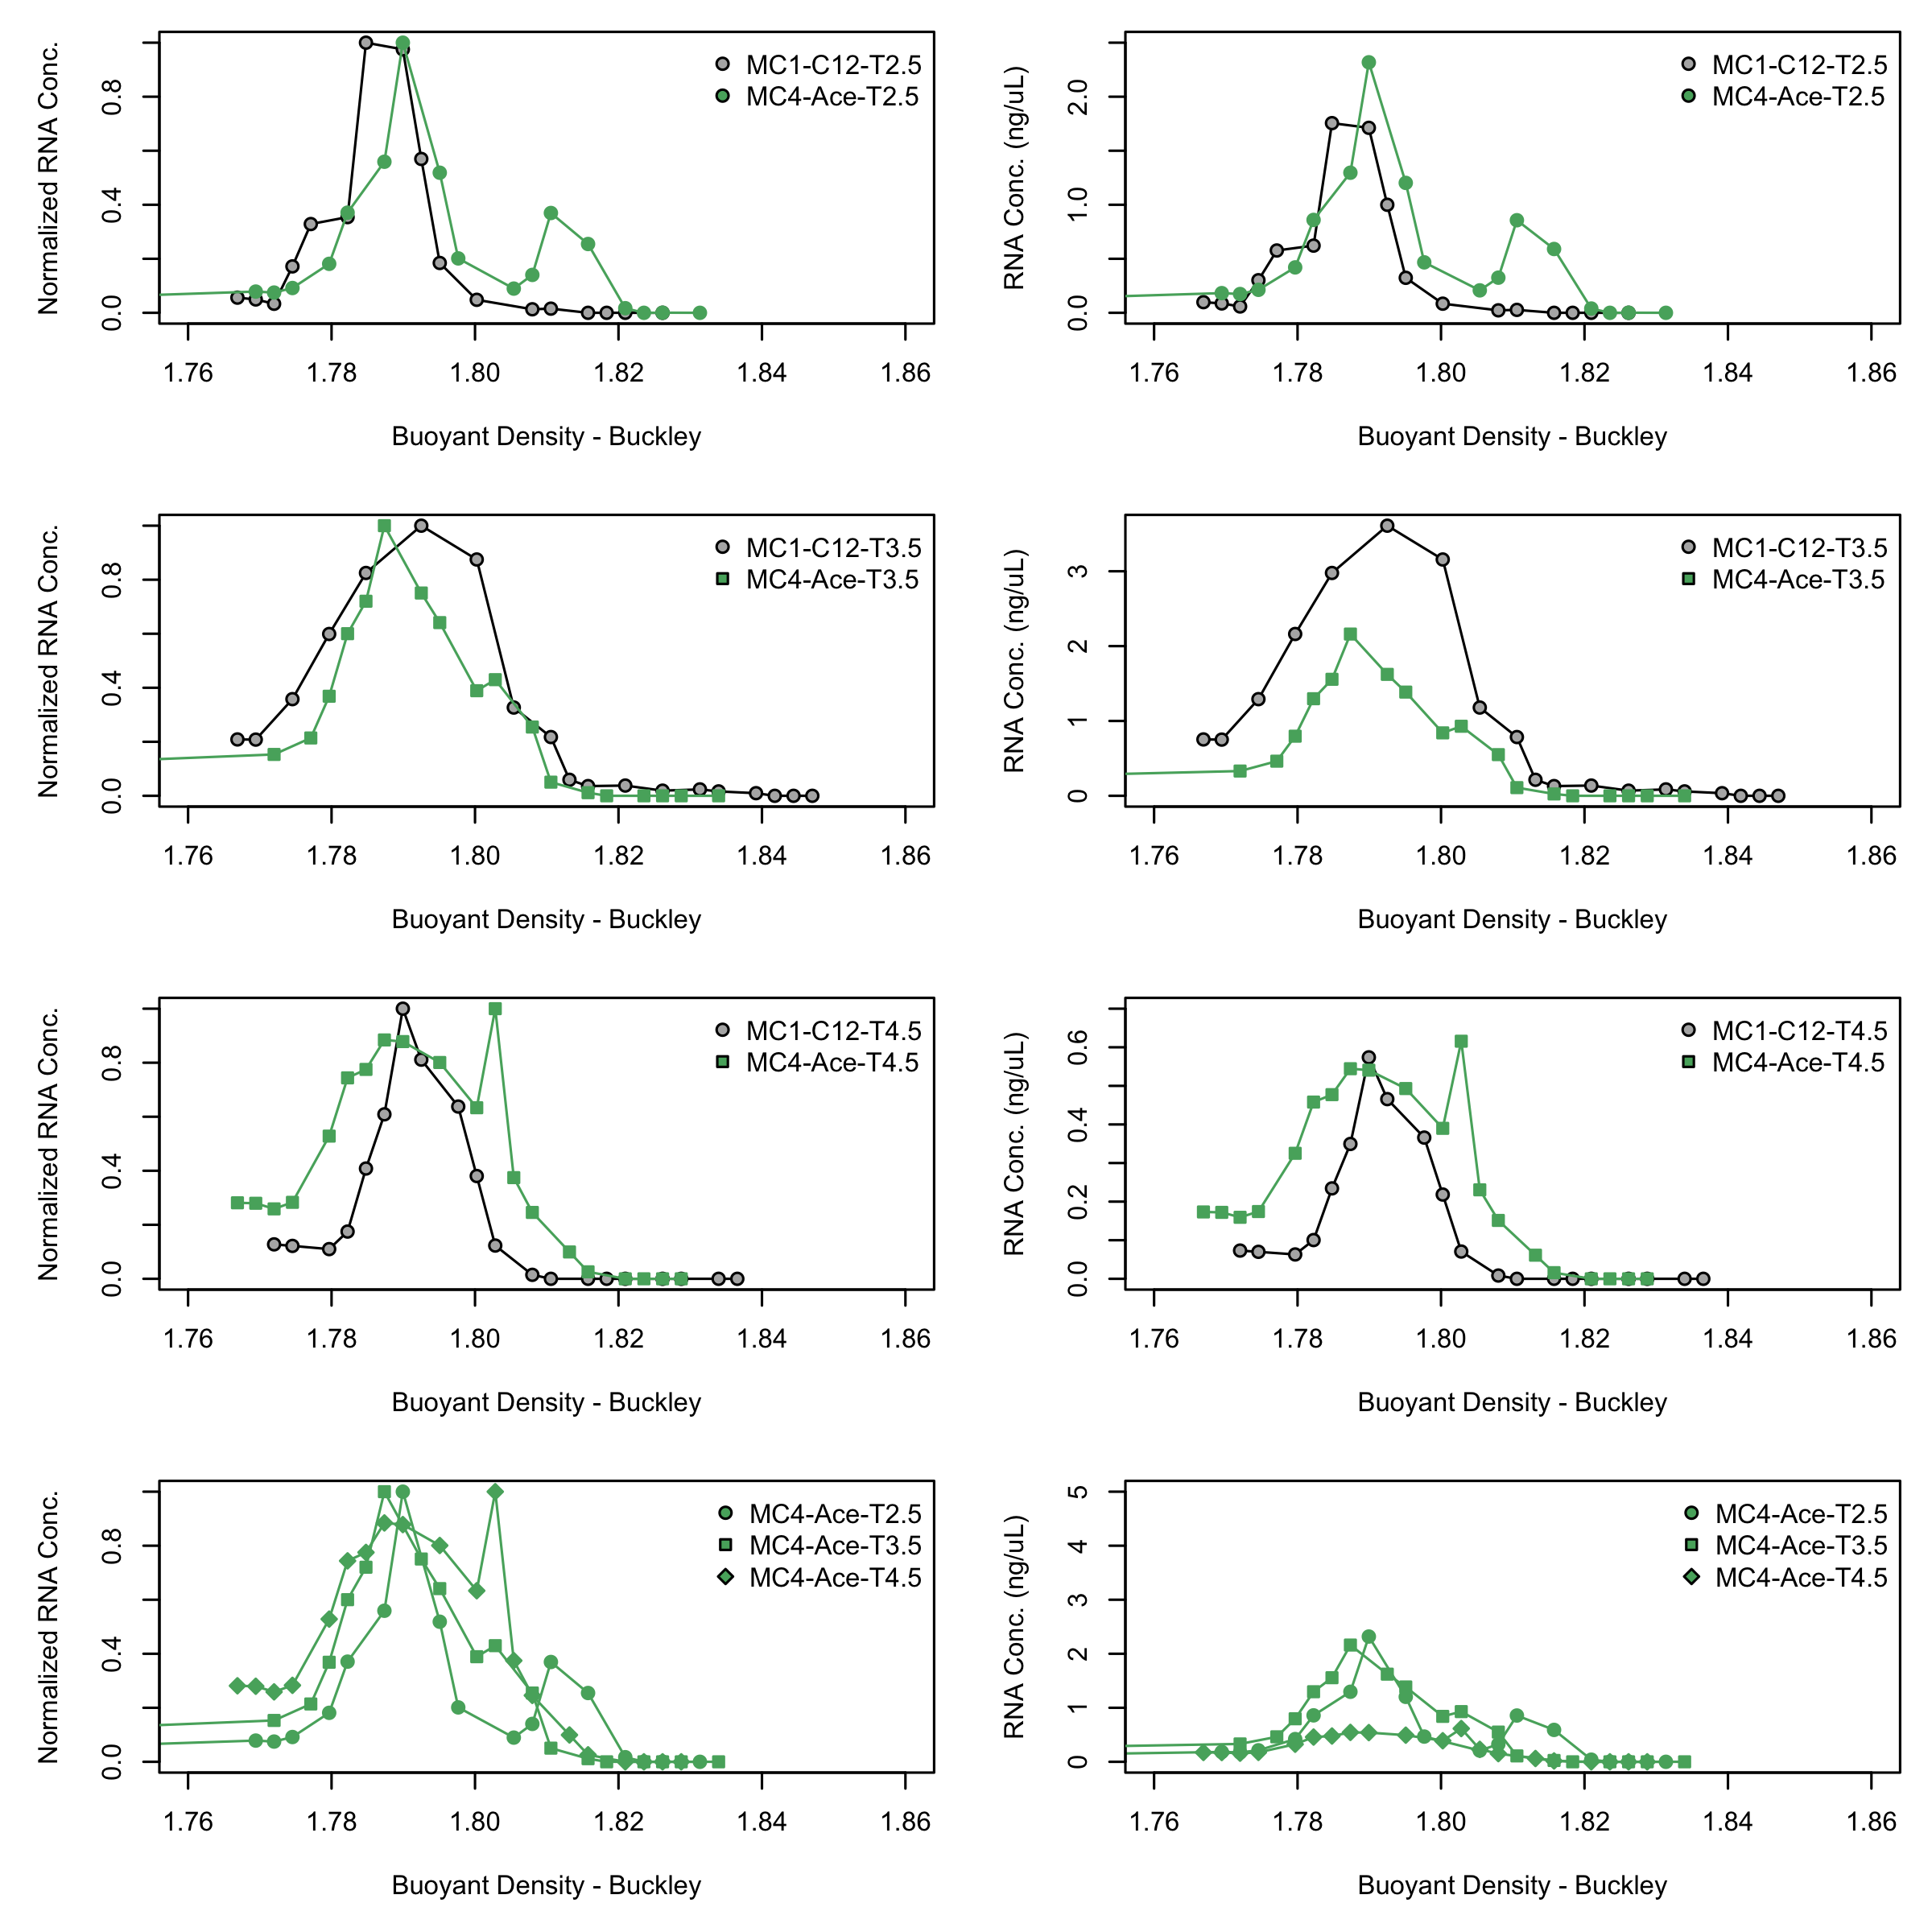 Normalized RNA Conc.
0.0 0.4 0.8
MC1-C12-T2.5
MC4-Ace-T2.5
1.76 1.78 1.80 1.82 1.84 1.86
Buoyant Density - Buckley
RNA Conc. (ng/uL)
0.0 1.0 2.0
MC1-C12-T2.5
MC4-Ace-T2.5
1.76 1.78 1.80 1.82 1.84 1.86
Buoyant Density - Buckley
Normalized RNA Conc.
0.0 0.4 0.8
MC1-C12-T3.5
MC4-Ace-T3.5
1.76 1.78 1.80 1.82 1.84 1.86
Buoyant Density - Buckley
RNA Conc. (ng/uL)
0 1 2 3
MC1-C12-T3.5
MC4-Ace-T3.5
1.76 1.78 1.80 1.82 1.84 1.86
Buoyant Density - Buckley
Normalized RNA Conc.
0.0 0.4 0.8
MC1-C12-T4.5
MC4-Ace-T4.5
1.76 1.78 1.80 1.82 1.84 1.86
Buoyant Density - Buckley
RNA Conc. (ng/uL)
0.0 0.2 0.4 0.6
MC1-C12-T4.5
MC4-Ace-T4.5
1.76 1.78 1.80 1.82 1.84 1.86
Buoyant Density - Buckley
Normalized RNA Conc.
0.0 0.4 0.8
MC4-Ace-T2.5
MC4-Ace-T3.5
MC4-Ace-T4.5
1.76 1.78 1.80 1.82 1.84 1.86
Buoyant Density - Buckley
RNA Conc. (ng/uL)
0 1 2 3 4 5
MC4-Ace-T2.5
MC4-Ace-T3.5
MC4-Ace-T4.5
1.76 1.78 1.80 1.82 1.84 1.86
Buoyant Density - Buckley